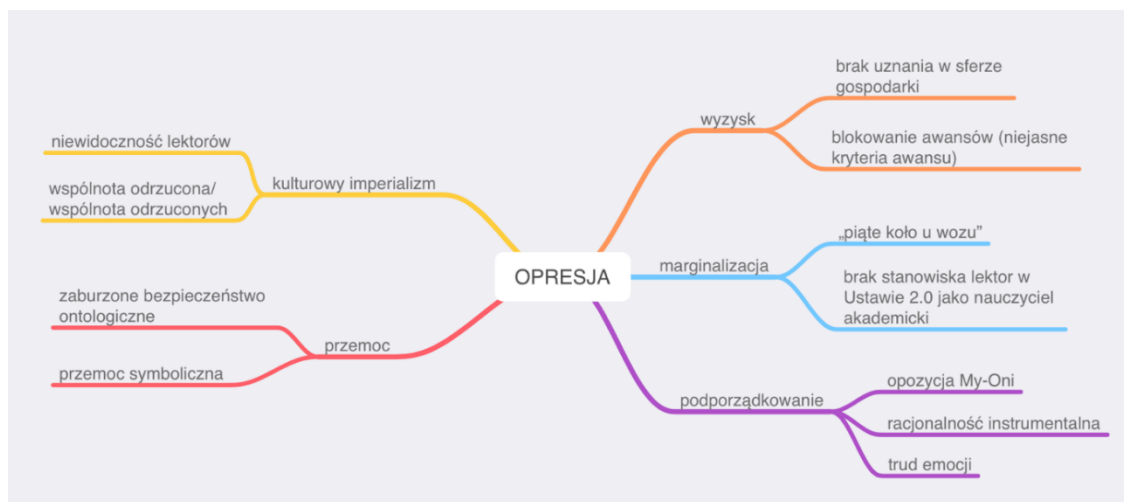 OPRESJA
wyzysk
brak uznania w sferze
gospodarki
blokowanie awansów (niejasne
kryteria awansu)
marginalizacja
„piąte koło u wozu”
brak stanowiska lektor w
Ustawie 2.0 jako nauczyciel
akademicki
podporządkowanie
opozycja My-Oni
racjonalność instrumentalna
trud emocji
kulturowy imperializm
niewidoczność lektorów
wspólnota odrzucona/
wspólnota odrzuconych
przemoc
zaburzone bezpieczeństwo
ontologiczne
przemoc symboliczna